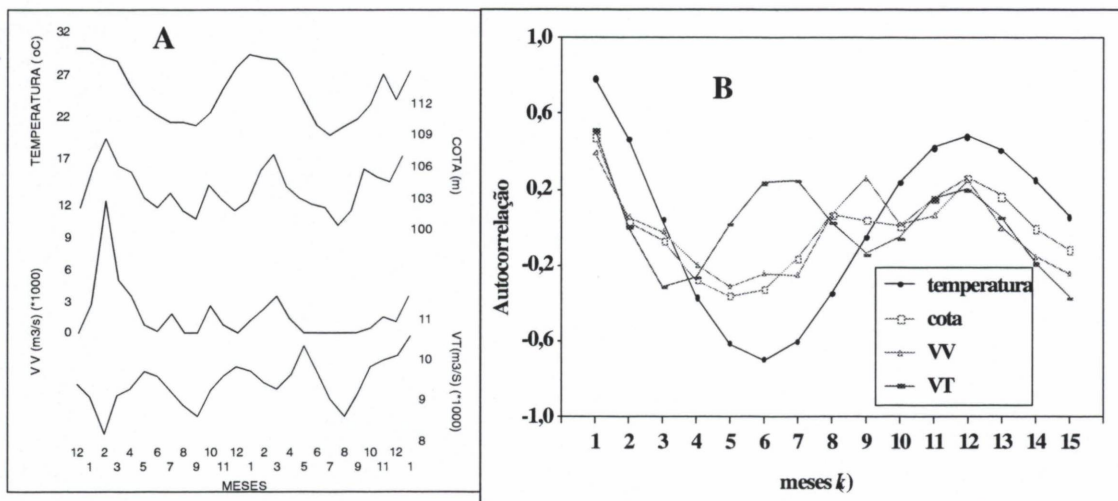 A
TEMPERATURA ( oC)
32
27
22
17
12
112
109
106
103
100
COTA (m)
9
6
3
0
V V (m3/s) (*1000)
11
10
9
8
VT(m3/S) (*1000)
12 2 4 6 8 10 12 2 4 6 8 10 12
1 3 5 7 9 11 1 3 5 7 9 11 1
MESES
B
1,0
0,6
0,2
-0,2
-0,6
-1,0
Autocorrelação
temperatura
cota
VV
VT
1 2 3 4 5 6 7 8 9 10 11 12 13 14 15
meses (k)